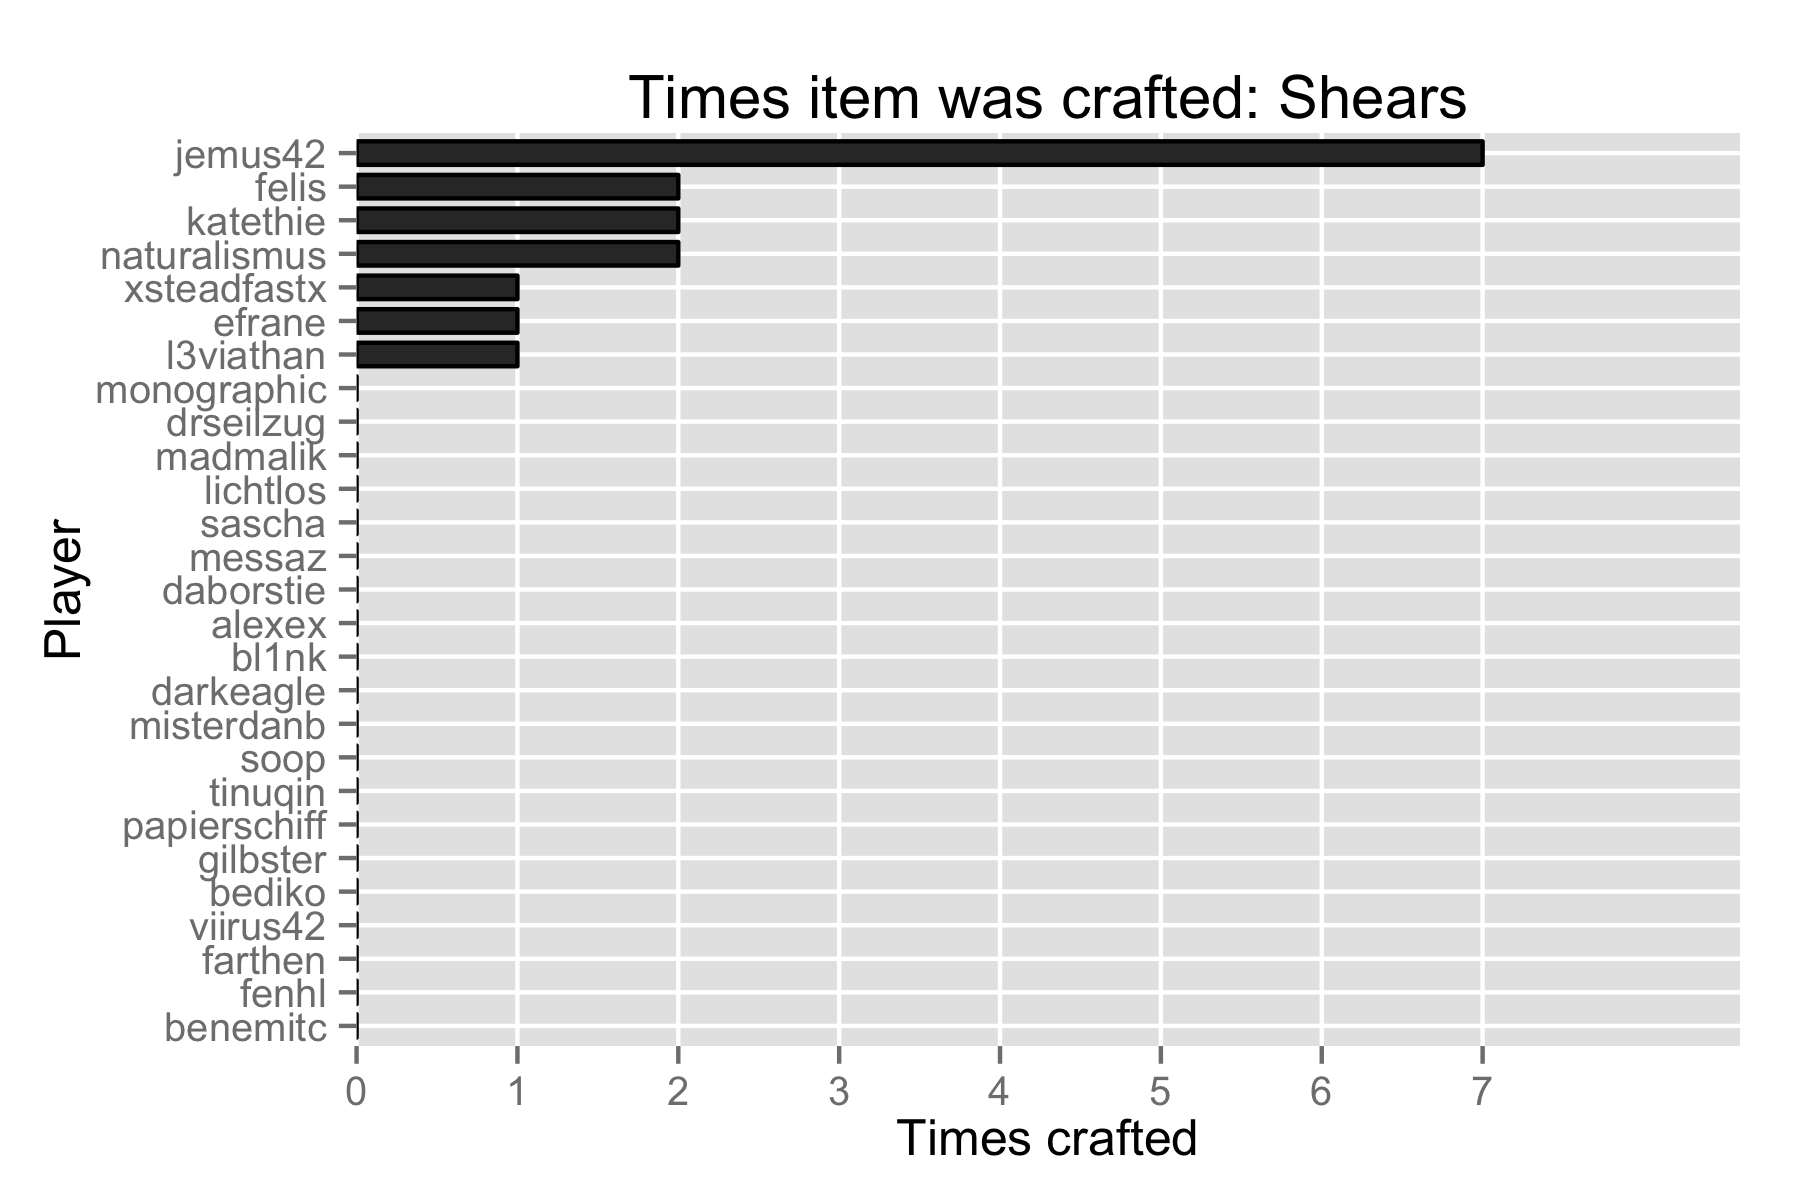 Times item was crafted: Shears
jemus42
felis
katethie
naturalismus
xsteadfastx
efrane
l3viathan
monographic
drseilzug
madmalik
lichtlos
sascha
messaz
daborstie
alexex
bl1nk
darkeagle
misterdanb
soop
tinuqin
papierschiff
gilbster
bediko
viirus42
farthen
fenhl
benemitc
Player
0 1 2 3 4 5 6 7
Times crafted